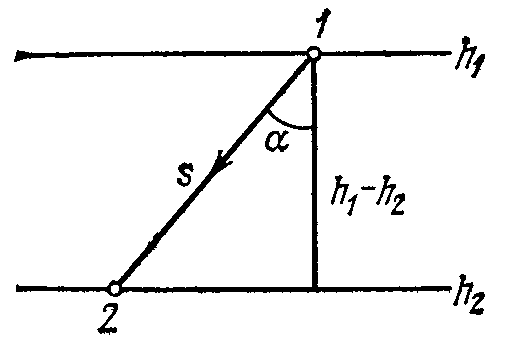 1
h₁
α
s
h₁-h₂
h₂
2